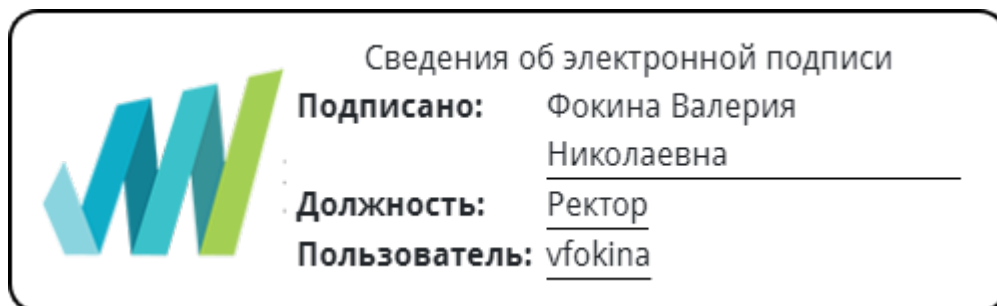 Сведения об электронной подписи
Подписано: Фокина Валерия
Николаевна
Должность: Ректор
Пользователь: vfokina